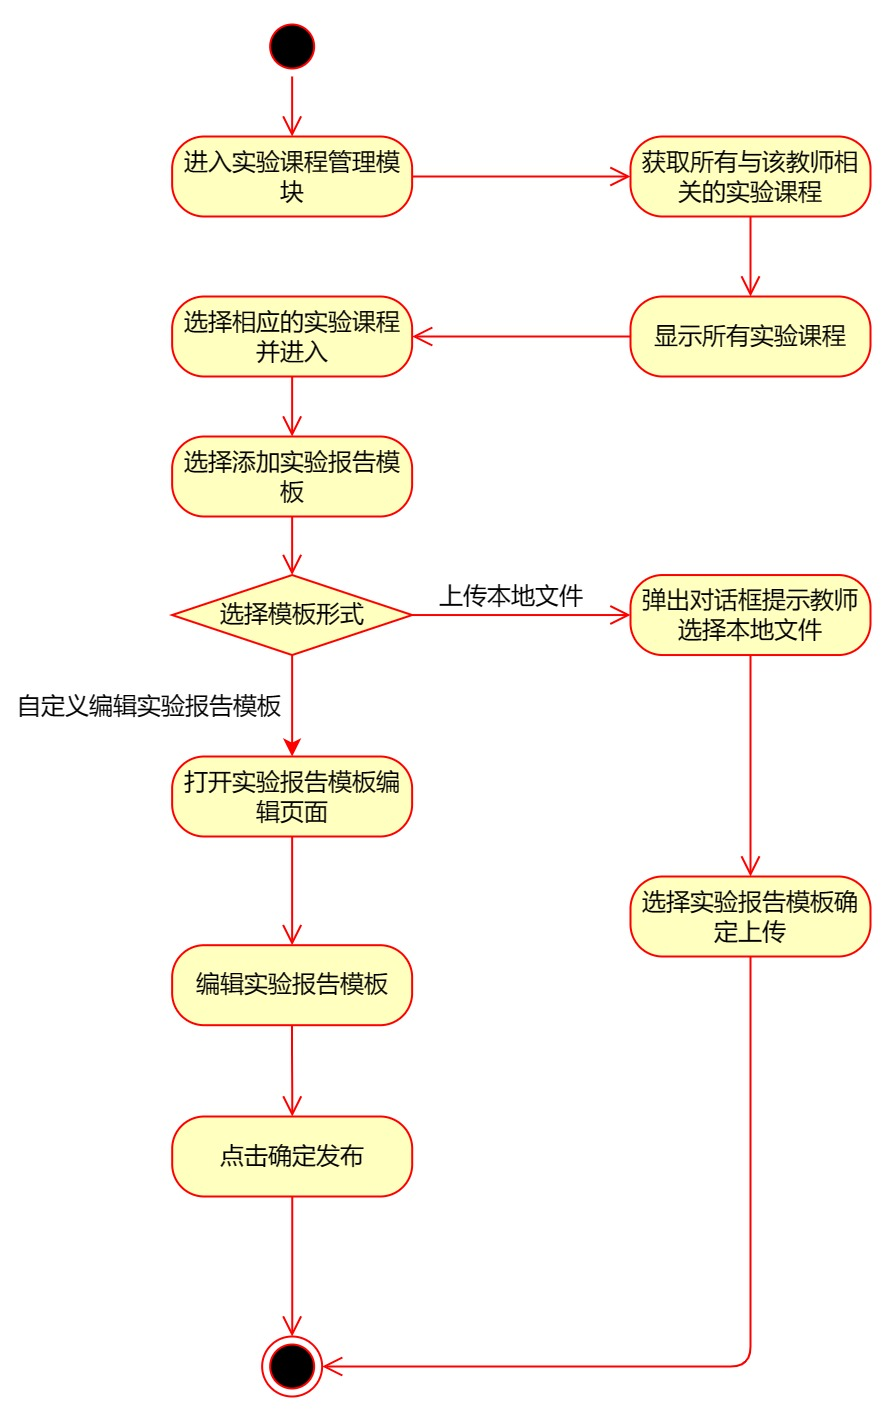 进入实验课程管理模
块
获取所有与该教师相
关的实验课程
选择相应的实验课程
并进入
显示所有实验课程
选择添加实验报告模
板
选择模板形式
上传本地文件
弹出对话框提示教师
选择本地文件
自定义编辑实验报告模板
打开实验报告模板编
辑页面
选择实验报告模板确
定上传
编辑实验报告模板
点击确定发布